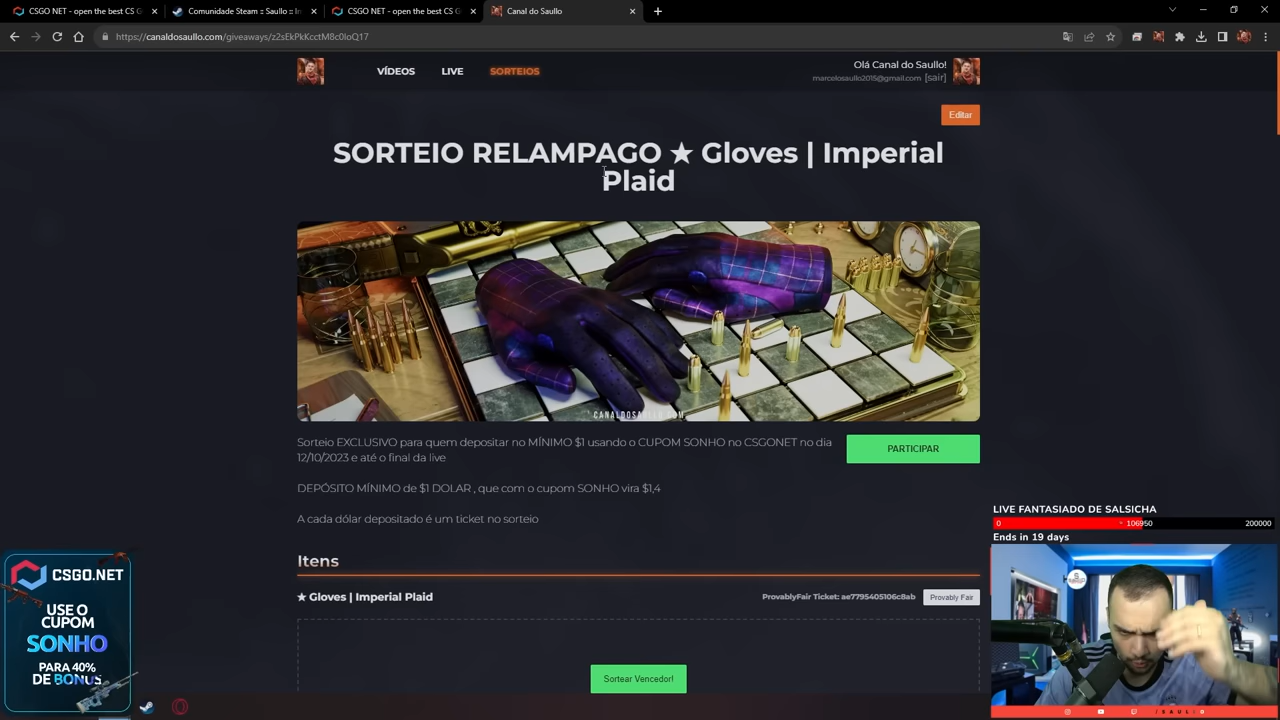 CSGO NET - open the best CS G
Comunidade Steam :: Saullo :: In
CSGO NET - open the best CS G
Canal do Saullo
https://canaldosaullo.com/giveaways/z2sEkPkKcctM8c0loQ17
VÍDEOS
LIVE
SORTEIOS
Olá Canal do Saullo!
marcelosaullo2015@gmail.com [sair]
Editar
SORTEIO RELAMPAGO ★ Gloves | Imperial
Plaid
CANALDOSAULLO.COM
Sorteio EXCLUSIVO para quem depositar no MÍNIMO $1 usando o CUPOM SONHO no CSGONET no dia
12/10/2023 e até o final da live
PARTICIPAR
DEPÓSITO MÍNIMO de $1 DOLAR , que com o cupom SONHO vira $1,4
A cada dólar depositado é um ticket no sorteio
Itens
★ Gloves | Imperial Plaid
ProvablyFair Ticket: ae7795405106c8ab
Provably Fair
Sortear Vencedor!
CSGO.NET
USE O
CUPOM
SONHO
PARA 40%
DE BONUS
LIVE FANTASIADO DE SALSICHA
0
106950
200000
Ends in 19 days